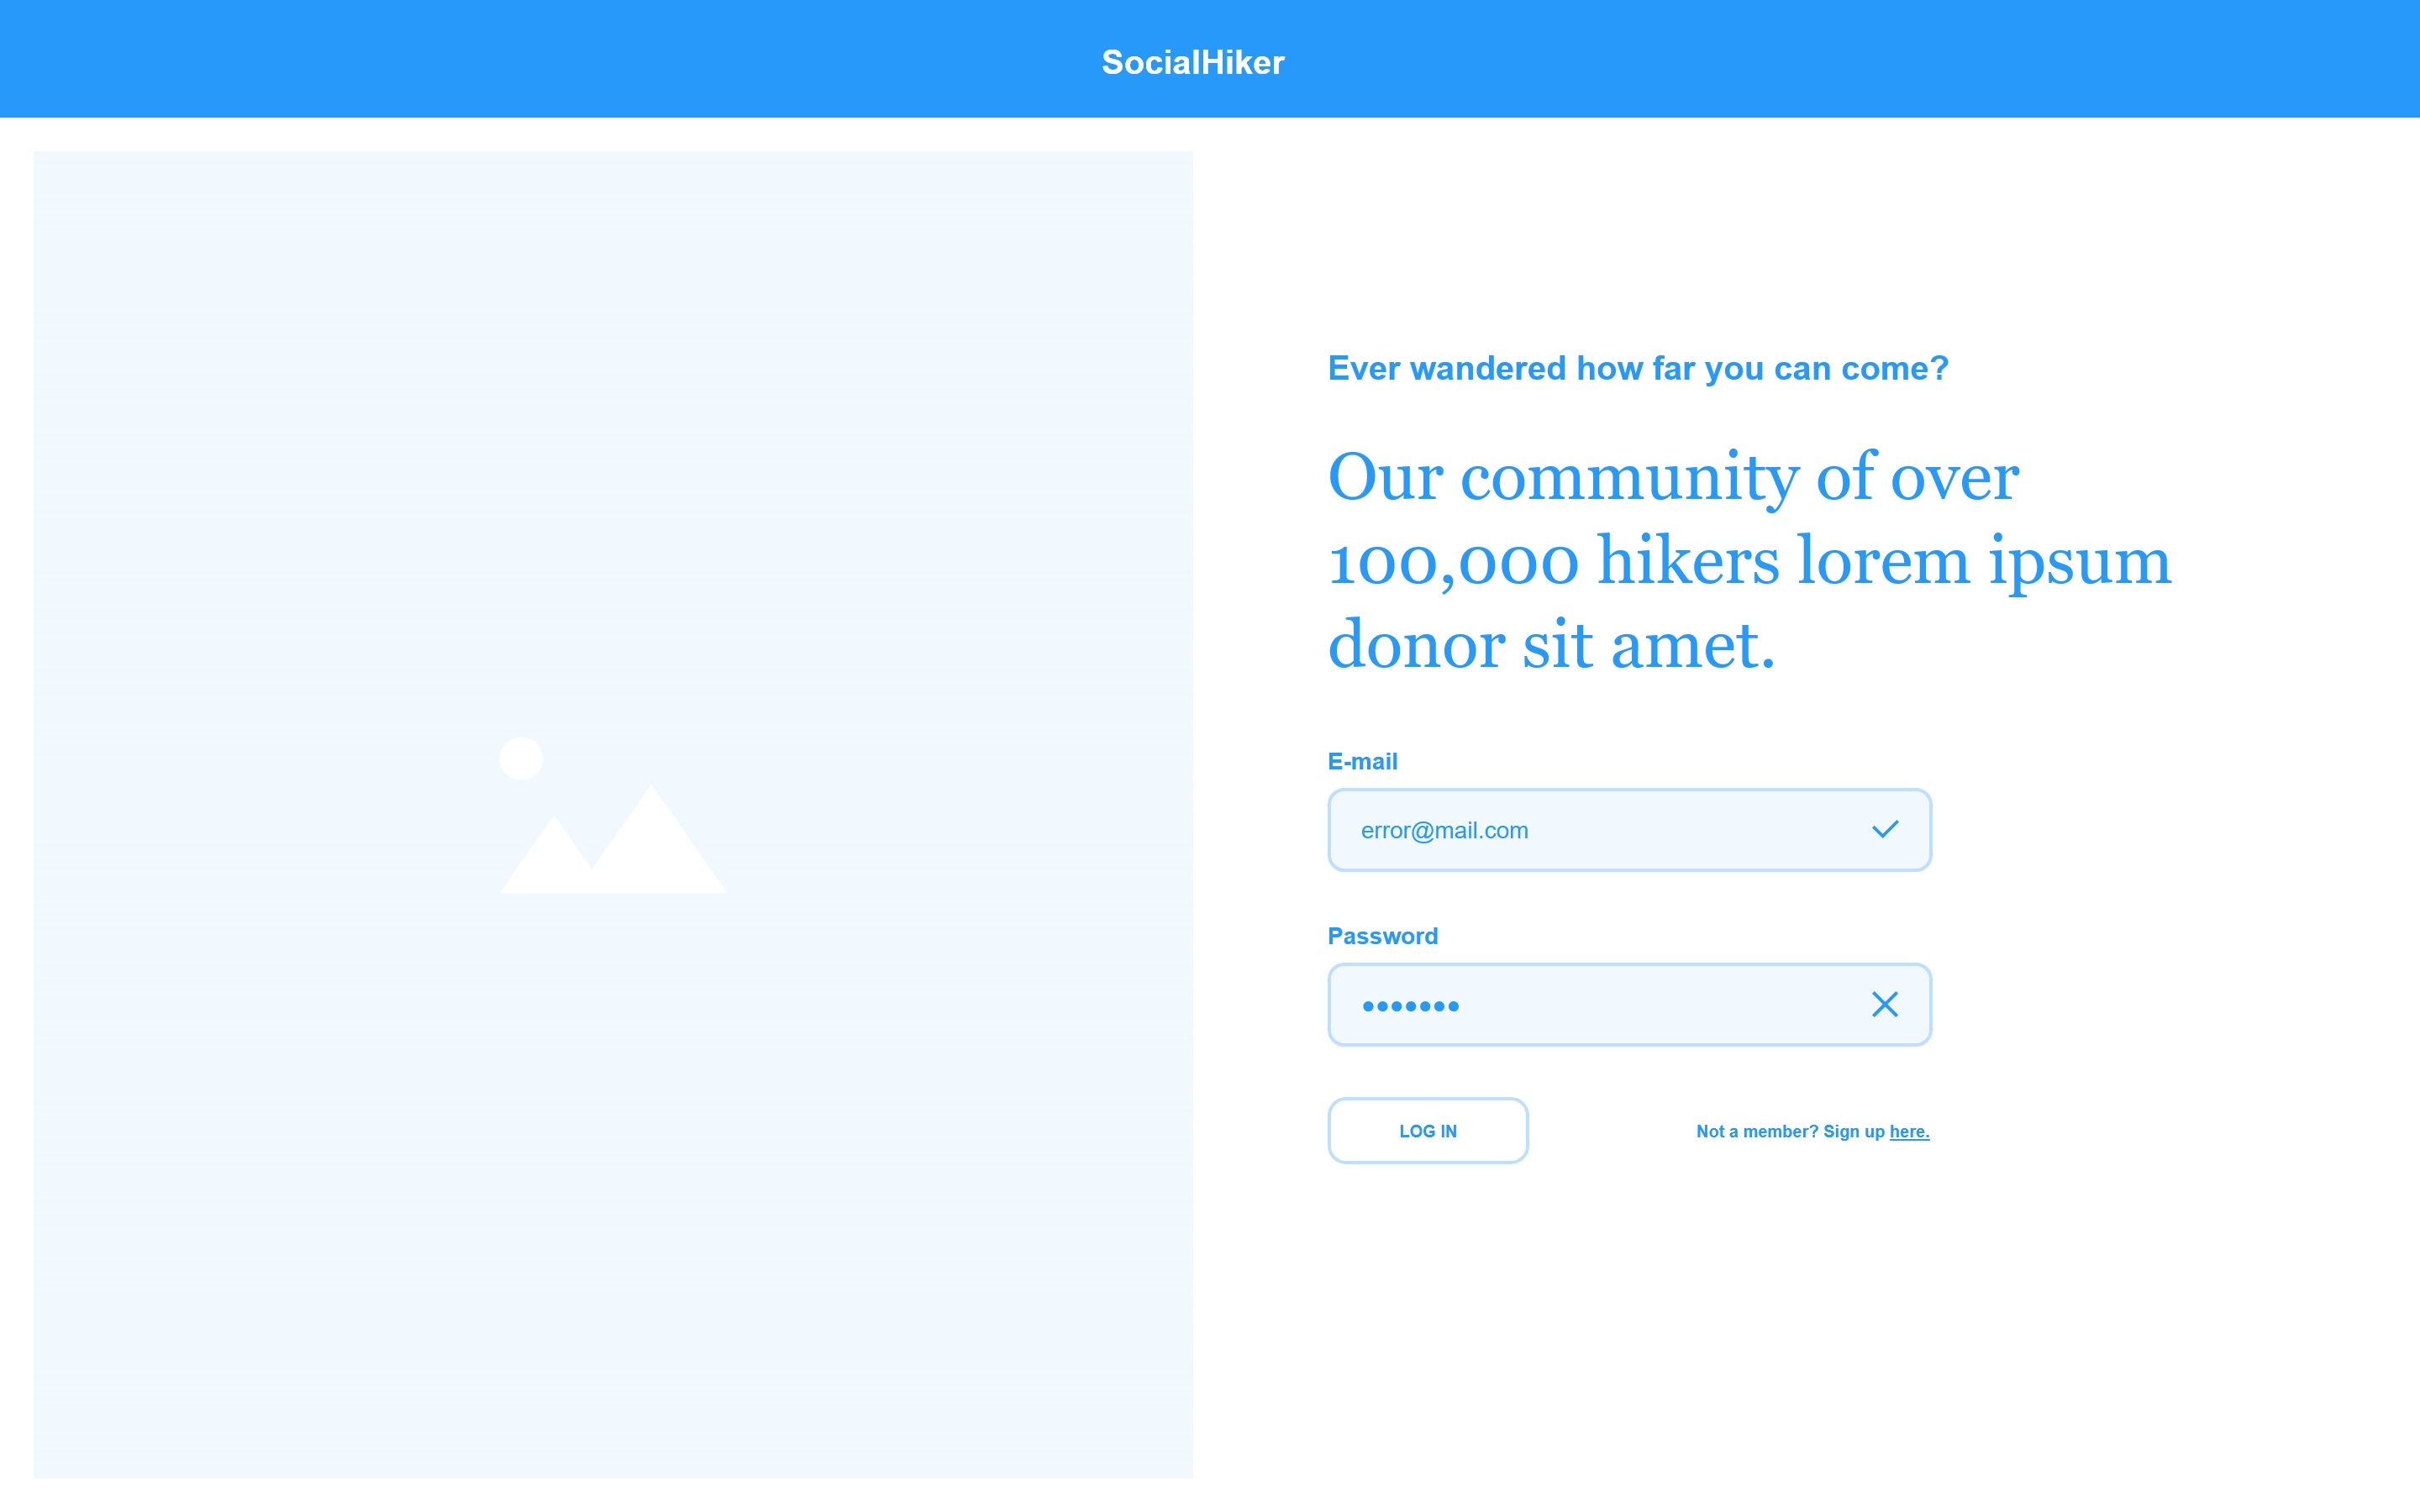 SocialHiker
Ever wandered how far you can come?
Our community of over
100,000 hikers lorem ipsum
donor sit amet.
E-mail
error@mail.com
Password
•••••••
LOG IN
Not a member? Sign up here.